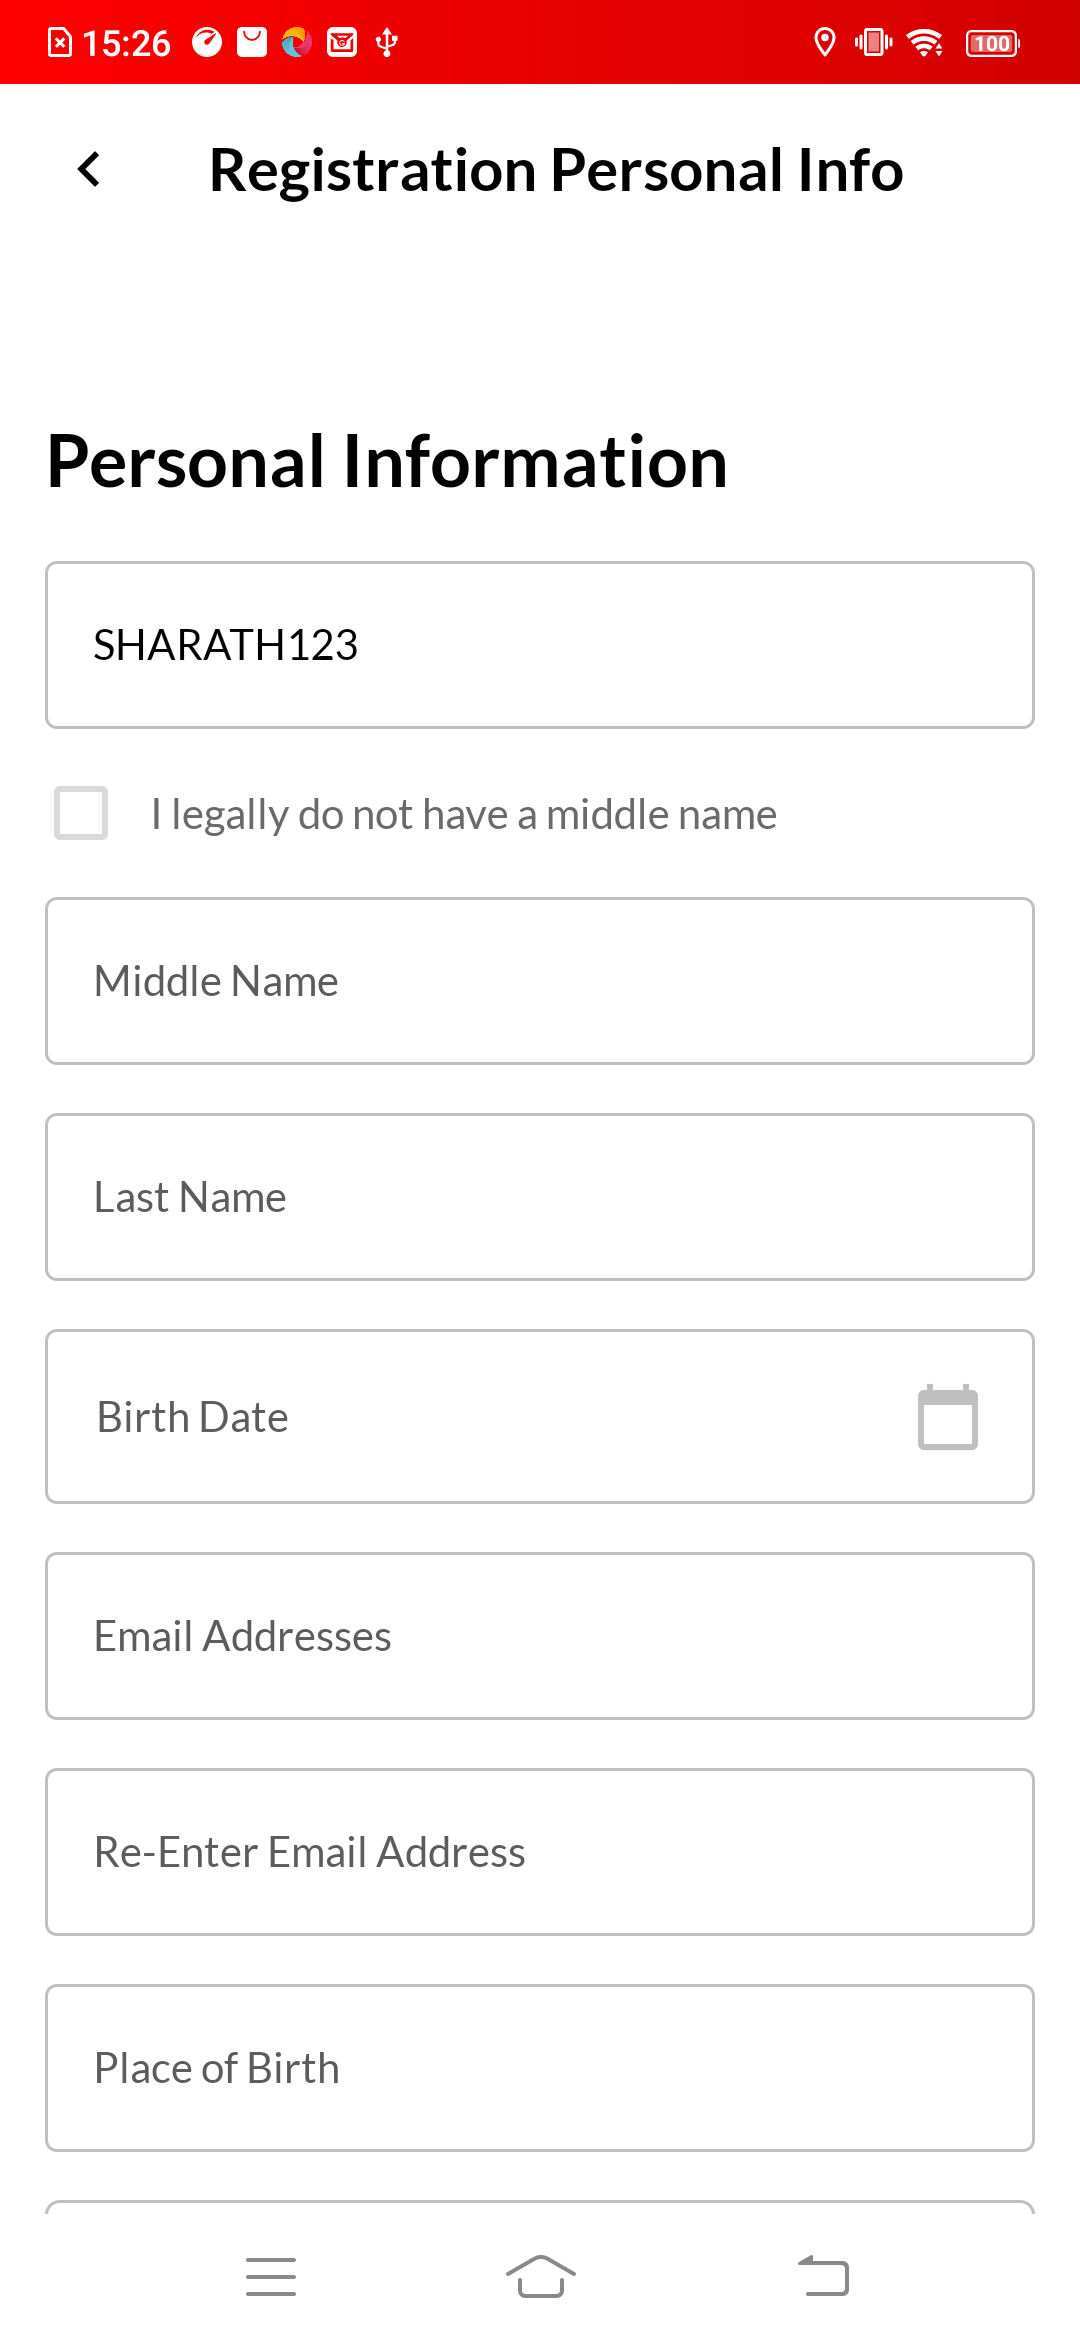 15:26
100
Registration Personal Info
Personal Information
SHARATH123
I legally do not have a middle name
Middle Name
Last Name
Birth Date
Email Addresses
Re-Enter Email Address
Place of Birth